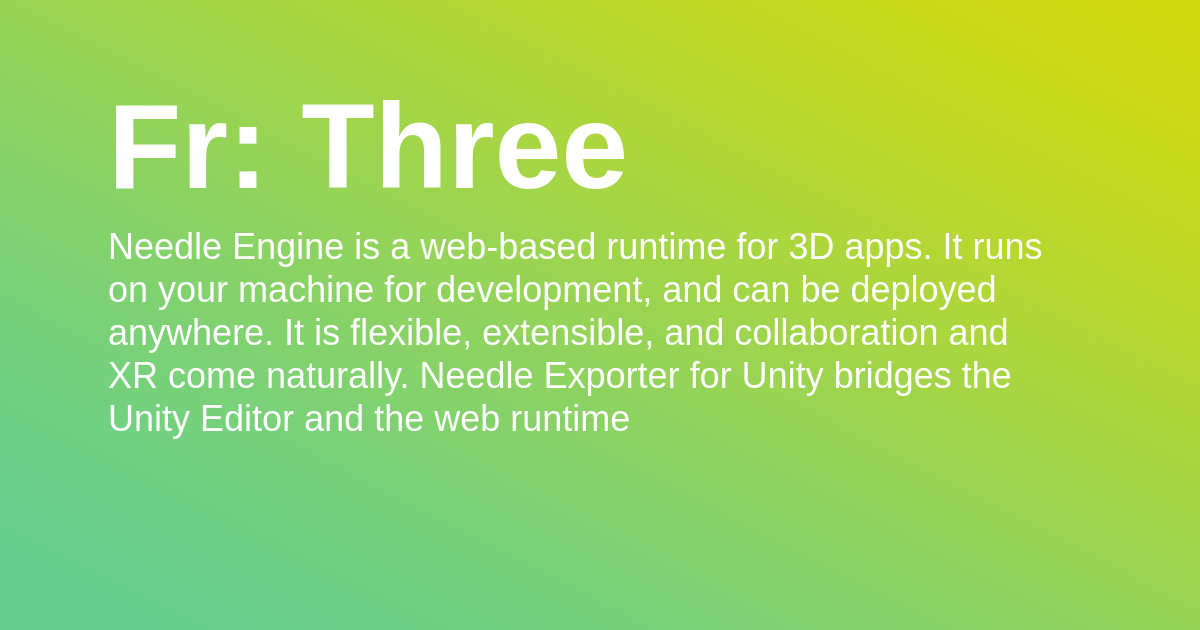 Fr: Three
Needle Engine is a web-based runtime for 3D apps. It runs
on your machine for development, and can be deployed
anywhere. It is flexible, extensible, and collaboration and
XR come naturally. Needle Exporter for Unity bridges the
Unity Editor and the web runtime